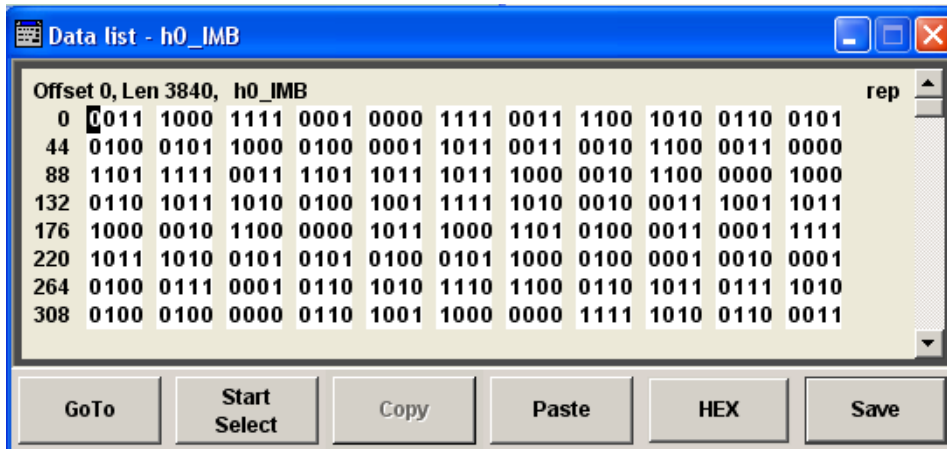 Data list - h0_IMB
Offset 0, Len 3840, h0_IMB rep
0 0011 1000 1111 0001 0000 1111 0011 1100 1010 0110 0101
44 0100 0101 1000 0100 0001 1011 0011 0010 1100 0011 0000
88 1101 1111 0011 1101 1011 1011 1000 0010 1100 0000 1000
132 0110 1011 1010 0100 1001 1111 1010 0010 0011 1001 1011
176 1000 0010 1100 0000 1011 1000 1101 0100 0011 0001 1111
220 1011 1010 0101 0101 0100 0101 1000 0100 0001 0010 0001
264 0100 0111 0001 0110 1010 1110 1100 0110 1011 0111 1010
308 0100 0100 0000 0110 1001 1000 0000 1111 1010 0110 0011
GoTo Start Select Copy Paste HEX Save